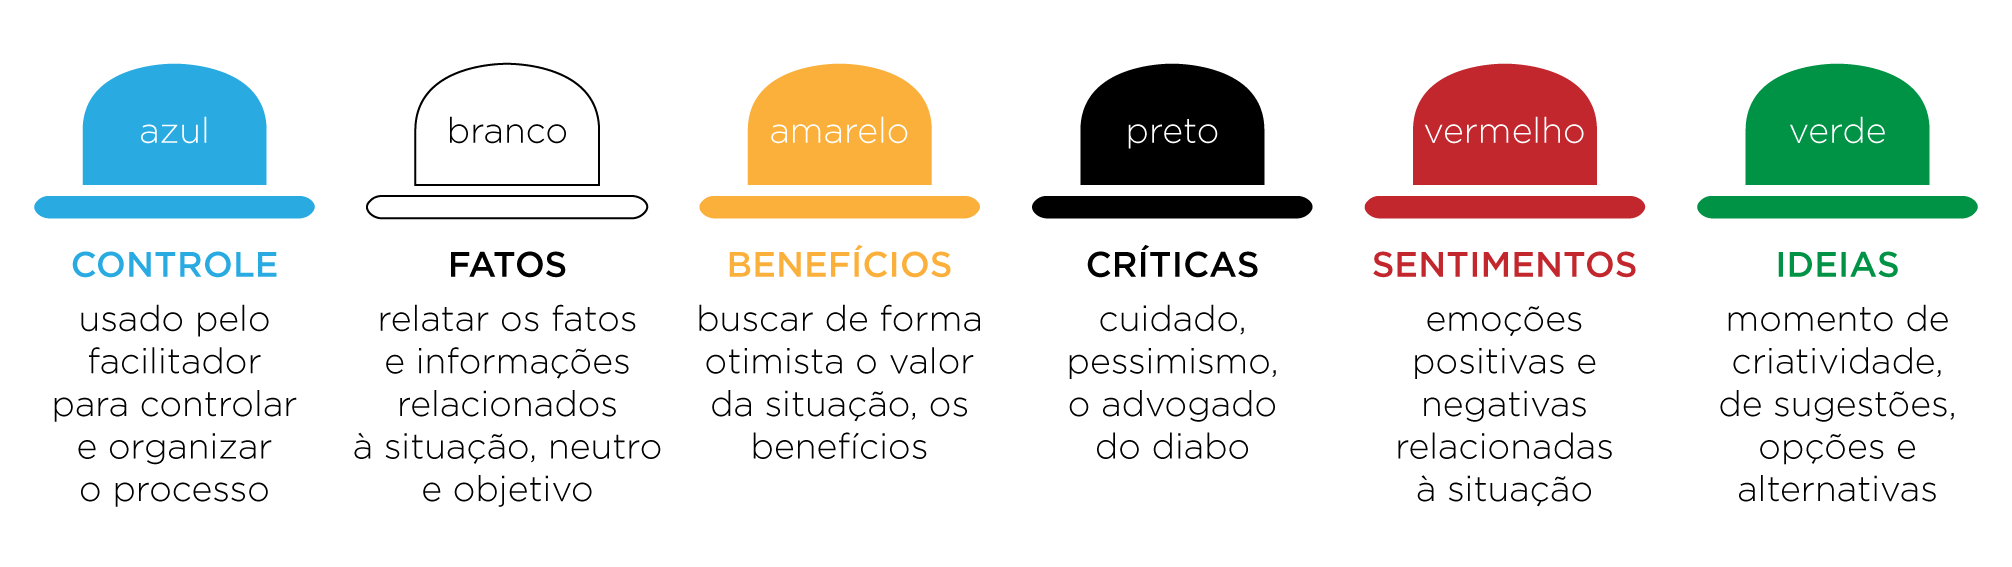 azul
CONTROLE
usado pelo
facilitador
para controlar
e organizar
o processo
branco
FATOS
relatar os fatos
e informações
relacionados
à situação, neutro
e objetivo
amarelo
BENEFÍCIOS
buscar de forma
otimista o valor
da situação, os
benefícios
preto
CRÍTICAS
cuidado,
pessimismo,
o advogado
do diabo
vermelho
SENTIMENTOS
emoções
positivas e
negativas
relacionadas
à situação
verde
IDEIAS
momento de
criatividade,
de sugestões,
opções e
alternativas